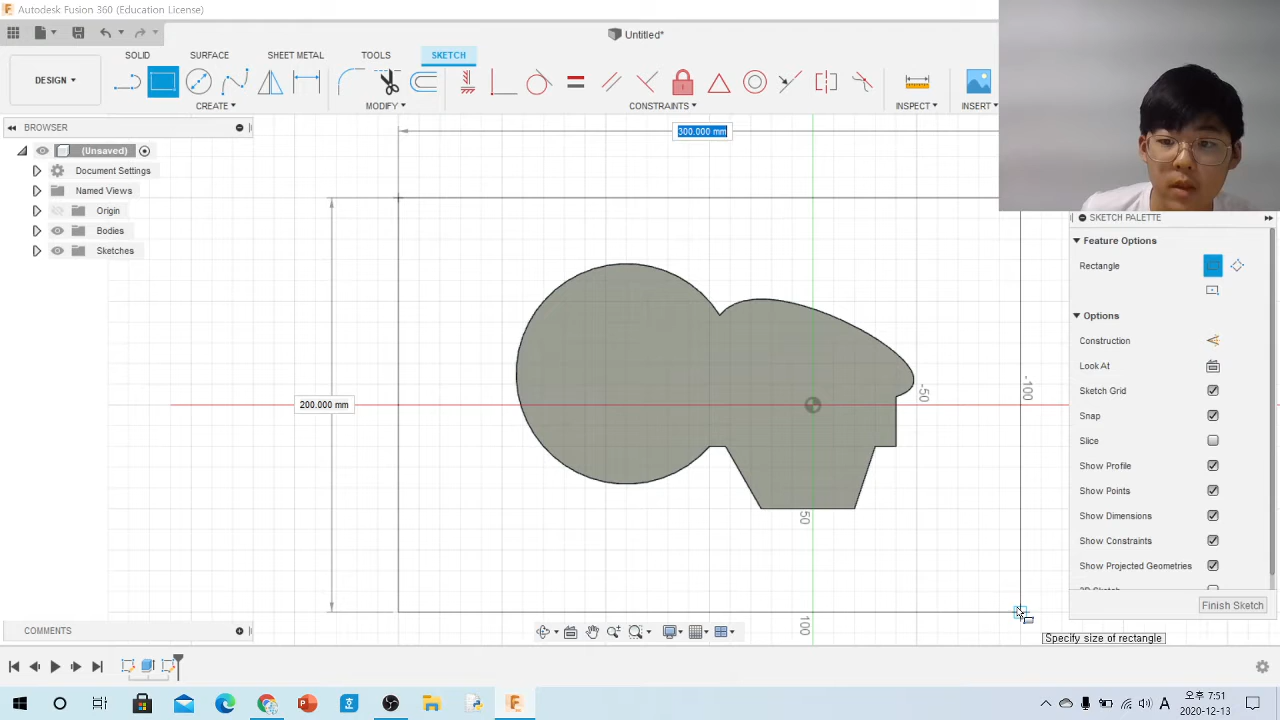 Autodesk Fusion 360 (Education License)
Untitled*
DESIGN
SOLID
SURFACE
SHEET METAL
TOOLS
SKETCH
CREATE
MODIFY
CONSTRAINTS
INSPECT
INSERT
BROWSER
(Unsaved)
Document Settings
Named Views
Origin
Bodies
Sketches
300.000 mm
200.000 mm
-50
-100
50
100
SKETCH PALETTE
Feature Options
Rectangle
Options
Construction
Look At
Sketch Grid
Snap
Slice
Show Profile
Show Points
Show Dimensions
Show Constraints
Show Projected Geometries
Finish Sketch
Specify size of rectangle
COMMENTS
A
오후 7:51
2020-12-13